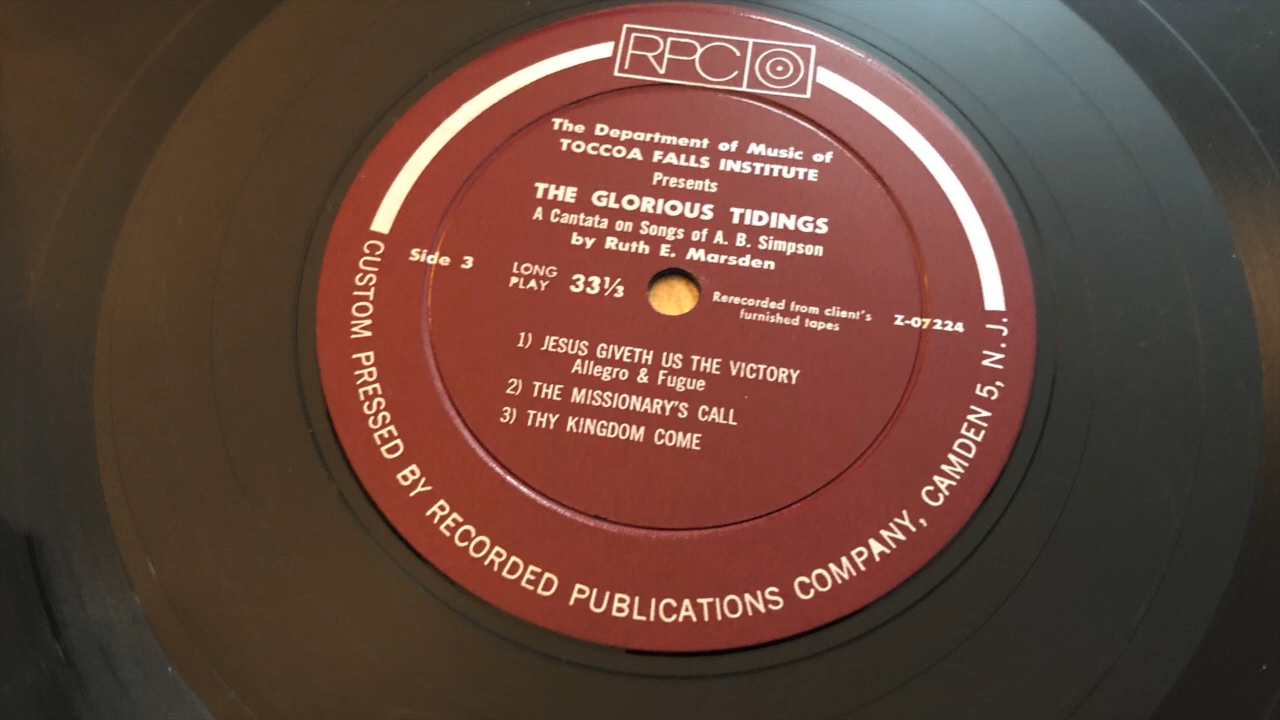 RPC
The Department of Music of
TOCCOA FALLS INSTITUTE
Presents
THE GLORIOUS TIDINGS
A Cantata on Songs of A. B. Simpson
by Ruth E. Marsden
Side 3
LONG
PLAY
33⅓
Rerecorded from client's
furnished tapes
Z-07224
1) JESUS GIVETH US THE VICTORY
Allegro & Fugue
2) THE MISSIONARY'S CALL
3) THY KINGDOM COME
CUSTOM PRESSED BY RECORDED PUBLICATIONS COMPANY, CAMDEN 5, N. J.